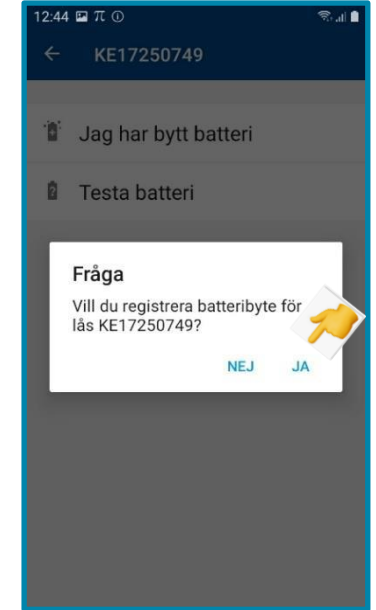 12:44
KE17250749
Jag har bytt batteri
Testa batteri
Fråga
Vill du registrera batteribyte för
lås KE17250749?
NEJ JA